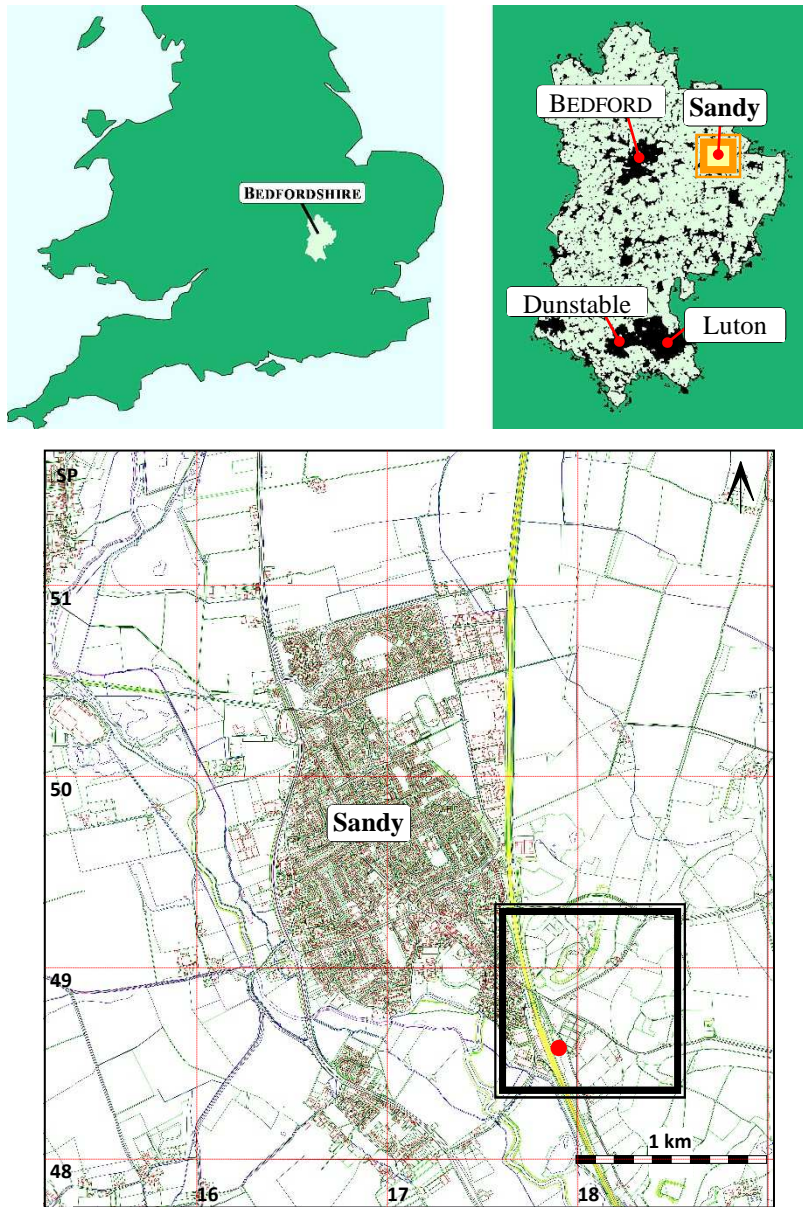 BEDFORDSHIRE
BEDFORD
Sandy
Dunstable
Luton
SP
51
50
Sandy
49
1 km
48
16
17
18